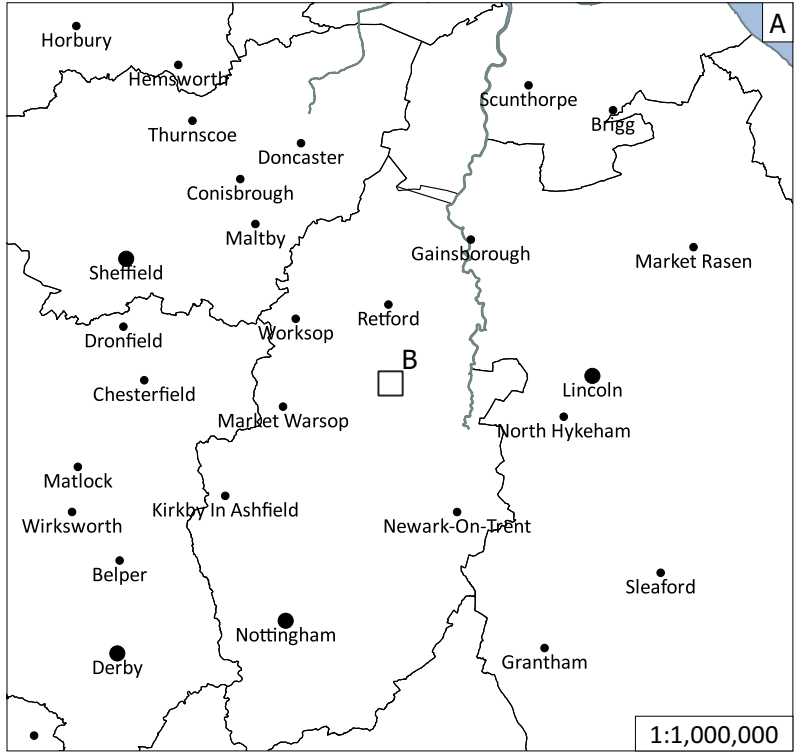 A
Horbury
Hemsworth
Scunthorpe
Brigg
Thurnscoe
Doncaster
Conisbrough
Maltby
Gainsborough
Market Rasen
Sheffield
Retford
Worksop
Dronfield
B
Chesterfield
Lincoln
Market Warsop
North Hykeham
Matlock
Kirkby In Ashfield
Wirksworth
Newark-On-Trent
Belper
Sleaford
Nottingham
Derby
Grantham
1:1,000,000